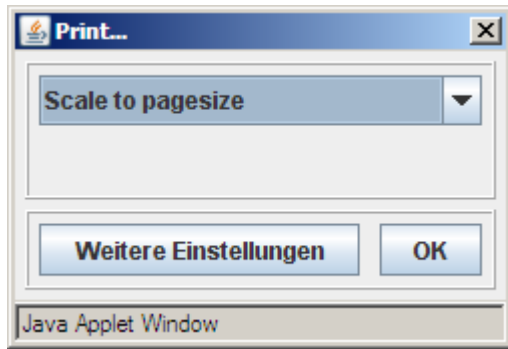 Print...
Scale to pagesize
Weitere Einstellungen OK
Java Applet Window